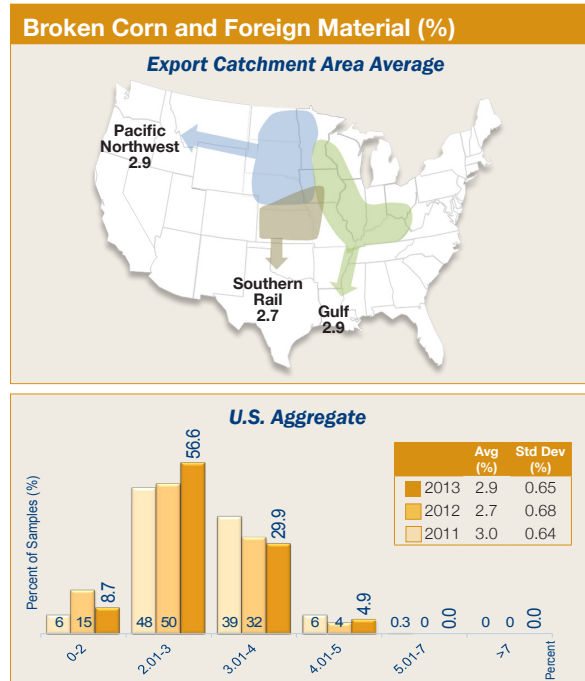 Broken Corn and Foreign Material (%)
Export Catchment Area Average
Pacific
Northwest
2.9
Southern
Rail
2.7
Gulf
2.9
U.S. Aggregate
Percent of Samples (%)
Avg
(%)
Std Dev
(%)
2013 2.9 0.65
2012 2.7 0.68
2011 3.0 0.64
6 15 8.7
48 50 56.6
39 32 29.9
6 4 4.9
0.3 0 0.0
0 0 0.0
0-2 2.01-3 3.01-4 4.01-5 5.01-7 >7
Percent